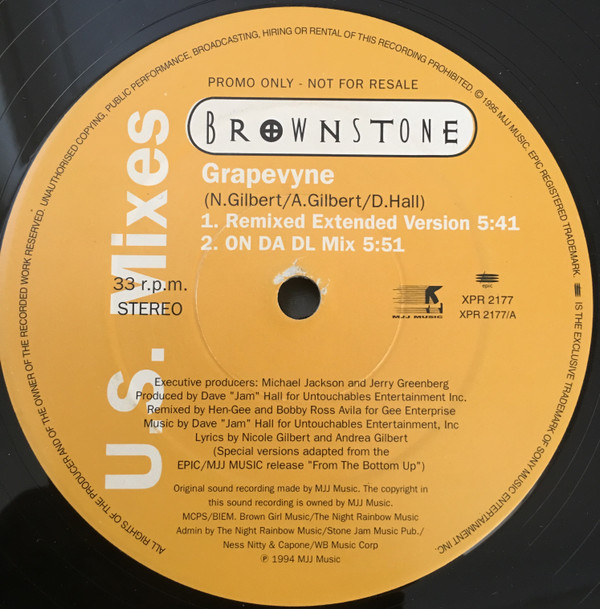 ALL RIGHTS OF THE PRODUCER AND OF THE OWNER OF THE RECORDED WORK RESERVED. UNAUTHORISED COPYING, PUBLIC PERFORMANCE, BROADCASTING, HIRING OR RENTAL OF THIS RECORDING PROHIBITED. © 1995 MJJ MUSIC. EPIC REGISTERED TRADEMARK. IS THE EXCLUSIVE TRADEMARK OF SONY MUSIC ENTERTAINMENT INC.
PROMO ONLY - NOT FOR RESALE
BROWNSTONE
U.S. Mixes
Grapevyne
(N.Gilbert/A.Gilbert/D.Hall)
1. Remixed Extended Version 5:41
2. ON DA DL Mix 5:51
33 r.p.m.
STEREO
MJJ MUSIC
epic
XPR 2177
XPR 2177/A
Executive producers: Michael Jackson and Jerry Greenberg
Produced by Dave "Jam" Hall for Untouchables Entertainment Inc.
Remixed by Hen-Gee and Bobby Ross Avila for Gee Enterprise
Music by Dave "Jam" Hall for Untouchables Entertainment, Inc
Lyrics by Nicole Gilbert and Andrea Gilbert
(Special versions adapted from the
EPIC/MJJ MUSIC release "From The Bottom Up")
Original sound recording made by MJJ Music. The copyright in
this sound recording is owned by MJJ Music.
MCPS/BIEM. Brown Girl Music/The Night Rainbow Music
Admin by The Night Rainbow Music/Stone Jam Music Pub./
Ness Nitty & Capone/WB Music Corp
℗ 1994 MJJ Music